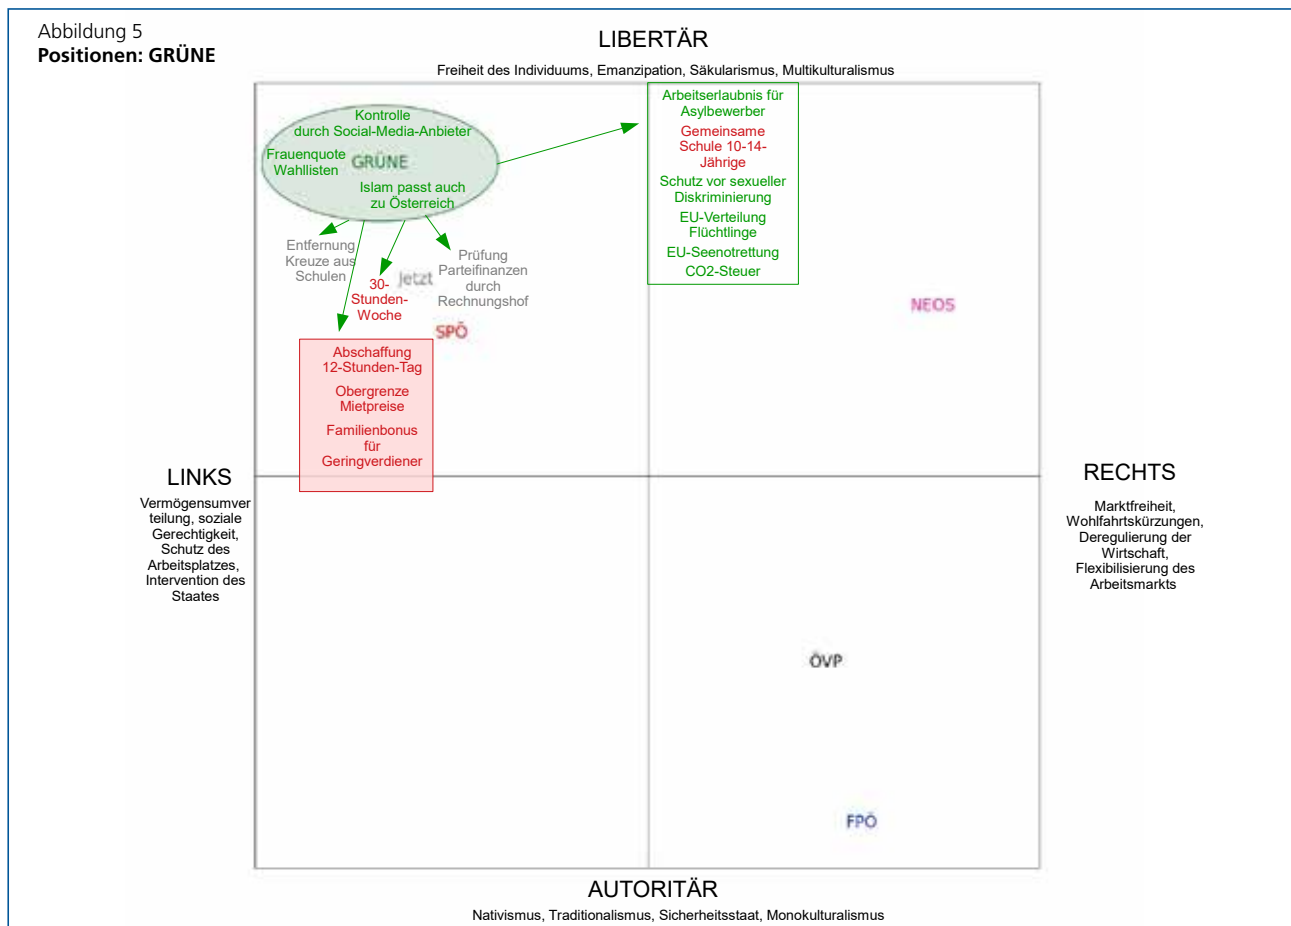 Abbildung 5
Positionen: GRÜNE
LIBERTÄR
Freiheit des Individuums, Emanzipation, Säkularismus, Multikulturalismus
Kontrolle
durch Social-Media-Anbieter
Frauenquote
Wahllisten
GRÜNE
Islam passt auch
zu Österreich
Arbeitserlaubnis für
Asylbewerber
Gemeinsame
Schule 10-14-
Jährige
Schutz vor sexueller
Diskriminierung
EU-Verteilung
Flüchtlinge
EU-Seenotrettung
CO2-Steuer
Entfernung
Kreuze aus
Schulen
30-
Stunden-
Woche
Jetzt
Prüfung
Parteifinanzen
durch
Rechnungshof
SPÖ
NEOS
Abschaffung
12-Stunden-Tag
Obergrenze
Mietpreise
Familienbonus
für
Geringverdiener
LINKS
Vermögensumver
teilung, soziale
Gerechtigkeit,
Schutz des
Arbeitsplatzes,
Intervention des
Staates
RECHTS
Marktfreiheit,
Wohlfahrtskürzungen,
Deregulierung der
Wirtschaft,
Flexibilisierung des
Arbeitsmarkts
ÖVP
FPÖ
AUTORITÄR
Nativismus, Traditionalismus, Sicherheitsstaat, Monokulturalismus